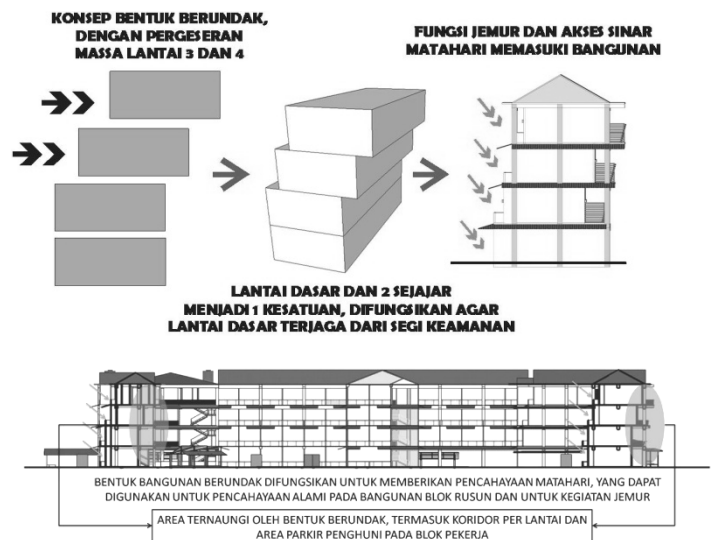 KONSEP BENTUK BERUNDAK,
DENGAN PERGESERAN
MASSA LANTAI 3 DAN 4
FUNGSI JEMUR DAN AKSES SINAR
MATAHARI MEMASUKI BANGUNAN
LANTAI DASAR DAN 2 SEJAJAR
MENJADI 1 KESATUAN, DIFUNGSIKAN AGAR
LANTAI DASAR TERJAGA DARI SEGI KEAMANAN
BENTUK BANGUNAN BERUNDAK DIFUNGSIKAN UNTUK MEMBERIKAN PENCAHAYAAN MATAHARI, YANG DAPAT
DIGUNAKAN UNTUK PENCAHAYAAN ALAMI PADA BANGUNAN BLOK RUSUN DAN UNTUK KEGIATAN JEMUR
AREA TERNAUNGI OLEH BENTUK BERUNDAK, TERMASUK KORIDOR PER LANTAI DAN
AREA PARKIR PENGHUNI PADA BLOK PEKERJA